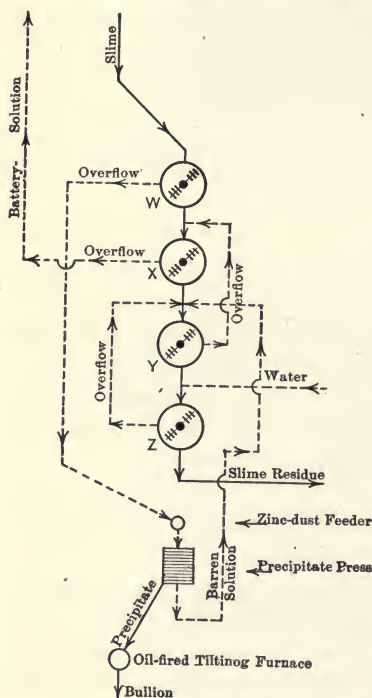 Slime
Battery- Solution
Overflow
W
Overflow
X
Overflow
Y
Overflow
Water
Z
Slime Residue
Zinc-dust Feeder
Barren
Solution
Precipitate Press
Precipitate
Oil-fired Tiltinog Furnace
Bullion